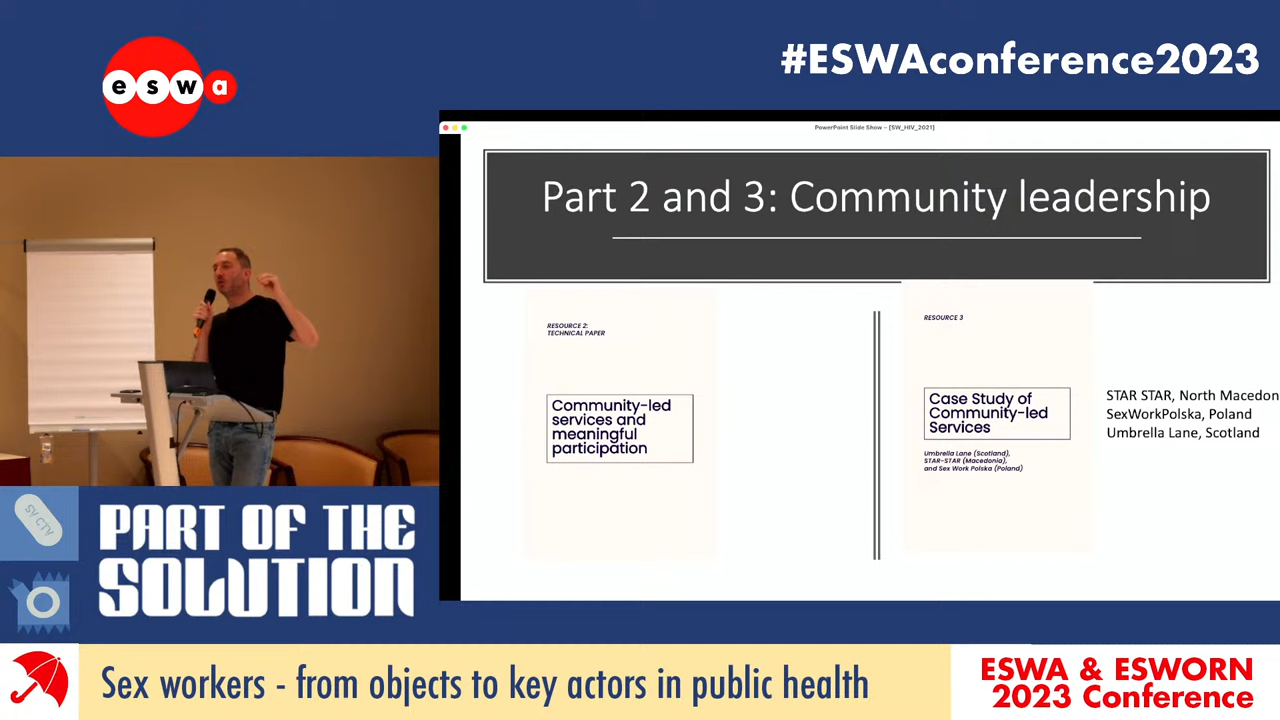 eswa
#ESWAconference2023
PowerPoint Slide Show – [SW_HIV_2021]
Part 2 and 3: Community leadership
RESOURCE 2:
TECHNICAL PAPER
Community-led
services and
meaningful
participation
RESOURCE 3
Case Study of
Community-led
Services
Umbrella Lane (Scotland),
STAR-STAR (Macedonia),
and Sex Work Polska (Poland)
STAR STAR, North Macedon
SexWorkPolska, Poland
Umbrella Lane, Scotland
PART OF THE
SOLUTION
Sex workers - from objects to key actors in public health
ESWA & ESWORN
2023 Conference